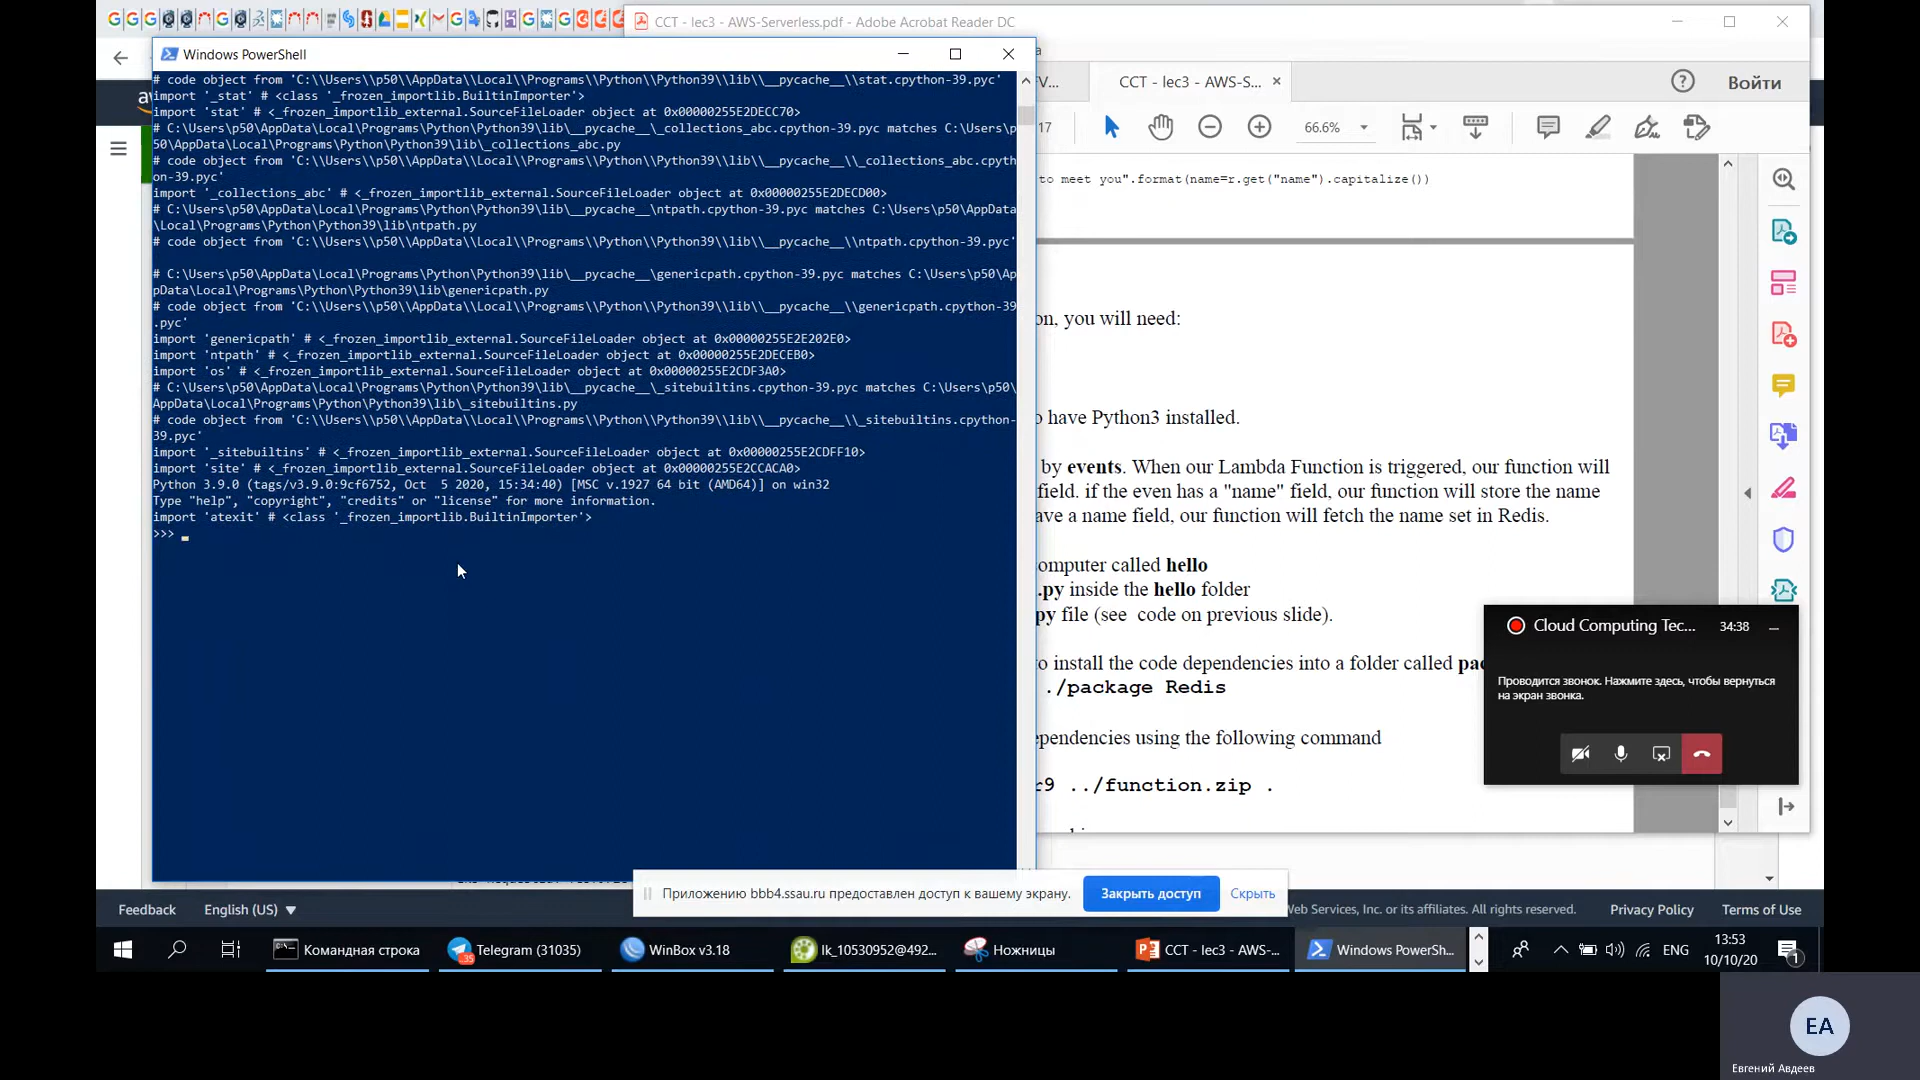 CCT - lec3 - AWS-Serverless.pdf - Adobe Acrobat Reader DC
Windows PowerShell
# code object from 'C:\\Users\\p50\\AppData\\Local\\Programs\\Python\\Python39\\lib\\__pycache__\\stat.cpython-39.pyc'
import '_stat' # <class '_frozen_importlib.BuiltinImporter'>
import 'stat' # <_frozen_importlib_external.SourceFileLoader object at 0x00000255E2DECC70>
# C:\Users\p50\AppData\Local\Programs\Python\Python39\lib\__pycache__\_collections_abc.cpython-39.pyc matches C:\Users\p
50\AppData\Local\Programs\Python\Python39\lib\_collections_abc.py
# code object from 'C:\\Users\\p50\\AppData\\Local\\Programs\\Python\\Python39\\lib\\__pycache__\\_collections_abc.cpyth
on-39.pyc'
import '_collections_abc' # <_frozen_importlib_external.SourceFileLoader object at 0x00000255E2DECD00>
# C:\Users\p50\AppData\Local\Programs\Python\Python39\lib\__pycache__\ntpath.cpython-39.pyc matches C:\Users\p50\AppData
\Local\Programs\Python\Python39\lib\ntpath.py
# code object from 'C:\\Users\\p50\\AppData\\Local\\Programs\\Python\\Python39\\lib\\__pycache__\\ntpath.cpython-39.pyc'
# C:\Users\p50\AppData\Local\Programs\Python\Python39\lib\__pycache__\genericpath.cpython-39.pyc matches C:\Users\p50\Ap
pData\Local\Programs\Python\Python39\lib\genericpath.py
# code object from 'C:\\Users\\p50\\AppData\\Local\\Programs\\Python\\Python39\\lib\\__pycache__\\genericpath.cpython-39
.pyc'
import 'genericpath' # <_frozen_importlib_external.SourceFileLoader object at 0x00000255E2E202E0>
import 'ntpath' # <_frozen_importlib_external.SourceFileLoader object at 0x00000255E2DECEB0>
import 'os' # <_frozen_importlib_external.SourceFileLoader object at 0x00000255E2CDF3A0>
# C:\Users\p50\AppData\Local\Programs\Python\Python39\lib\__pycache__\_sitebuiltins.cpython-39.pyc matches C:\Users\p50\
AppData\Local\Programs\Python\Python39\lib\_sitebuiltins.py
# code object from 'C:\\Users\\p50\\AppData\\Local\\Programs\\Python\\Python39\\lib\\__pycache__\\_sitebuiltins.cpython-
39.pyc'
import '_sitebuiltins' # <_frozen_importlib_external.SourceFileLoader object at 0x00000255E2CDFF10>
import 'site' # <_frozen_importlib_external.SourceFileLoader object at 0x00000255E2CCACA0>
Python 3.9.0 (tags/v3.9.0:9cf6752, Oct  5 2020, 15:34:40) [MSC v.1927 64 bit (AMD64)] on win32
Type "help", "copyright", "credits" or "license" for more information.
import 'atexit' # <class '_frozen_importlib.BuiltinImporter'>
>>>
CCT - lec3 - AWS-S...
Войти
17
66.6%
to meet you".format(name=r.get("name").capitalize())
on, you will need:
o have Python3 installed.
by events. When our Lambda Function is triggered, our function will
field. if the even has a "name" field, our function will store the name
ave a name field, our function will fetch the name set in Redis.
omputer called hello
.py inside the hello folder
py file (see  code on previous slide).
o install the code dependencies into a folder called
./package Redis
ependencies using the following command
r9 ../function.zip .
Cloud Computing Tec...
34:38
Проводится звонок. Нажмите здесь, чтобы вернуться
на экран звонка.
Приложению bbb4.ssau.ru предоставлен доступ к вашему экрану.
Закрыть доступ
Скрыть
Feedback
English (US)
Web Services, Inc. or its affiliates. All rights reserved.
Privacy Policy
Terms of Use
Командная строка
Telegram (31035)
WinBox v3.18
lk_10530952@492...
Ножницы
CCT - lec3 - AWS-...
Windows PowerSh...
ENG
13:53
10/10/20
1
EA
Евгений Авдеев